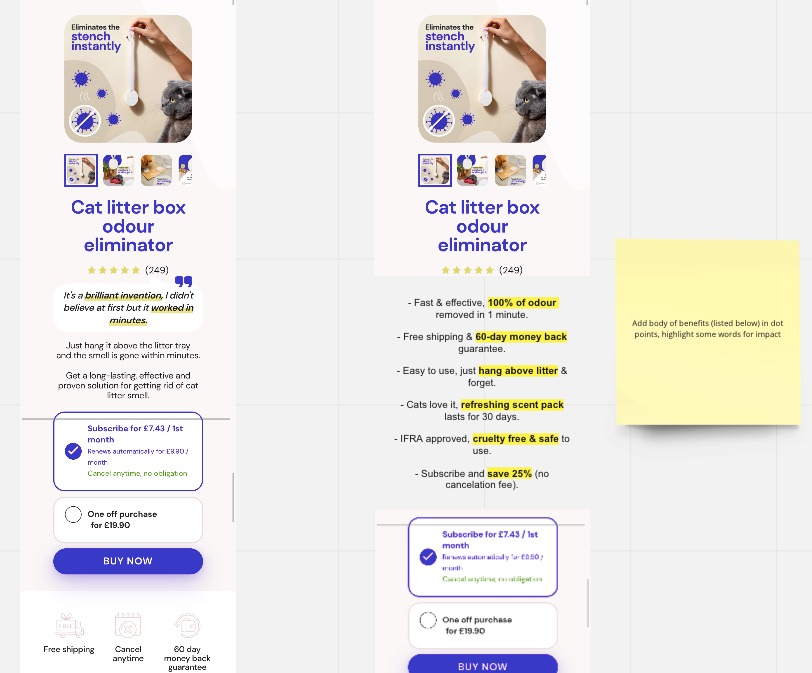 Eliminates the
stench
instantly
Cat litter box
odour
eliminator
(249)
It's a brilliant invention, I didn't
believe at first but it worked in
minutes.
Just hang it above the litter tray
and the smell is gone within minutes.
Get a long-lasting, effective and
proven solution for getting rid of cat
litter smell.
Subscribe for £7.43 / 1st
month
Renews automatically for £9.90 /
month
Cancel anytime, no obligation
One off purchase
for £19.90
BUY NOW
FREE
Free shipping
Cancel
anytime
60 day
money back
guarantee
Eliminates the
stench
instantly
Cat litter box
odour
eliminator
(249)
- Fast & effective, 100% of odour
removed in 1 minute.
- Free shipping & 60-day money back
guarantee.
- Easy to use, just hang above litter &
forget.
- Cats love it, refreshing scent pack
lasts for 30 days.
- IFRA approved, cruelty free & safe to
use.
- Subscribe and save 25% (no
cancelation fee).
Subscribe for £7.43 / 1st
month
Renews automatically for £9.90 /
month
Cancel anytime, no obligation
One off purchase
for £19.90
BUY NOW
Add body of benefits (listed below) in dot
points, highlight some words for impact